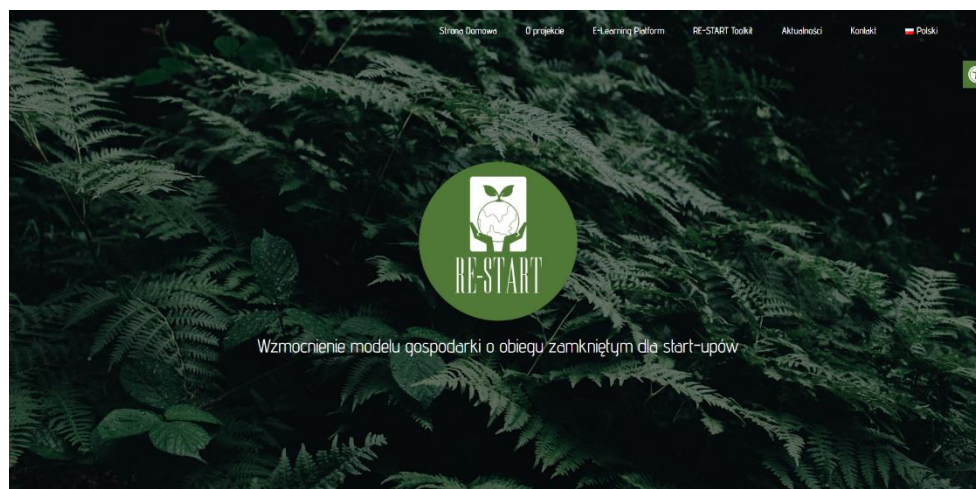 Strona Domowa O projekcie E-Learning Platform RE-START Toolkit Aktualności Kontakt Polski
RE-START
Wzmocnienie modelu gospodarki o obiegu zamkniętym dla start-upów